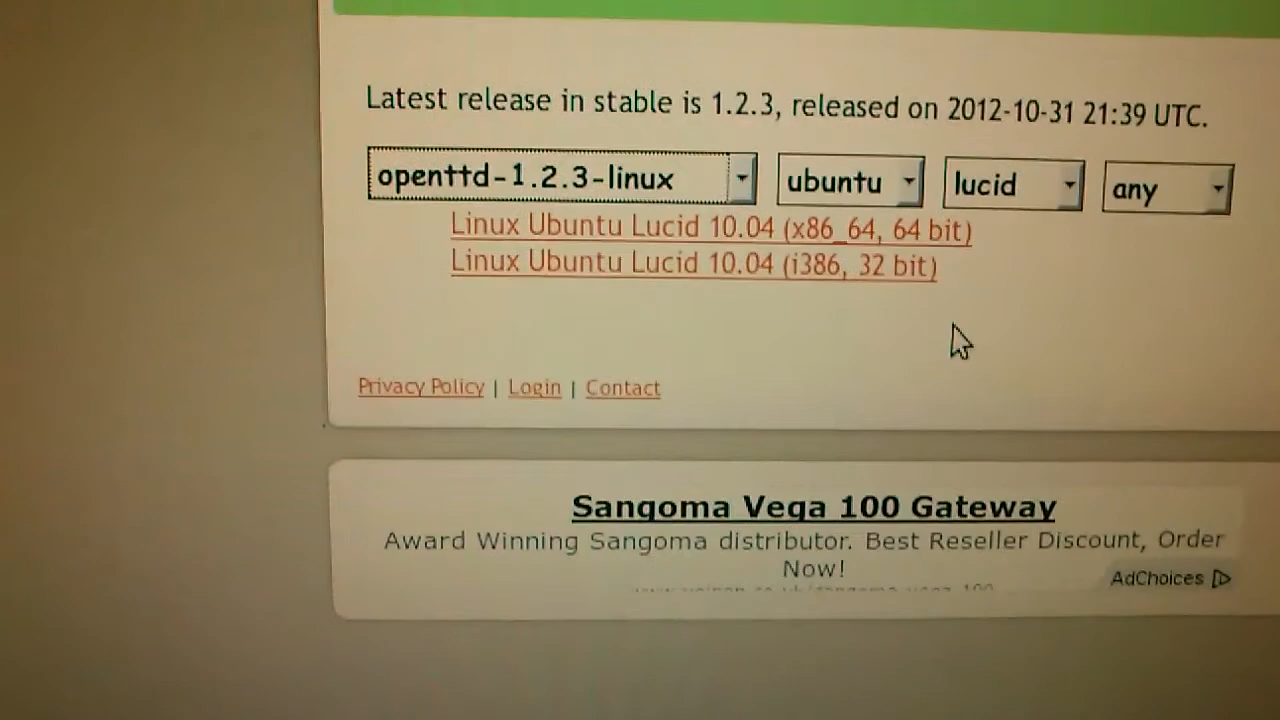 Latest release in stable is 1.2.3, released on 2012-10-31 21:39 UTC.
openttd-1.2.3-linux ubuntu lucid any
Linux Ubuntu Lucid 10.04 (x86_64, 64 bit)
Linux Ubuntu Lucid 10.04 (i386, 32 bit)
Privacy Policy | Login | Contact
Sangoma Vega 100 Gateway
Award Winning Sangoma distributor. Best Reseller Discount, Order
Now!
AdChoices